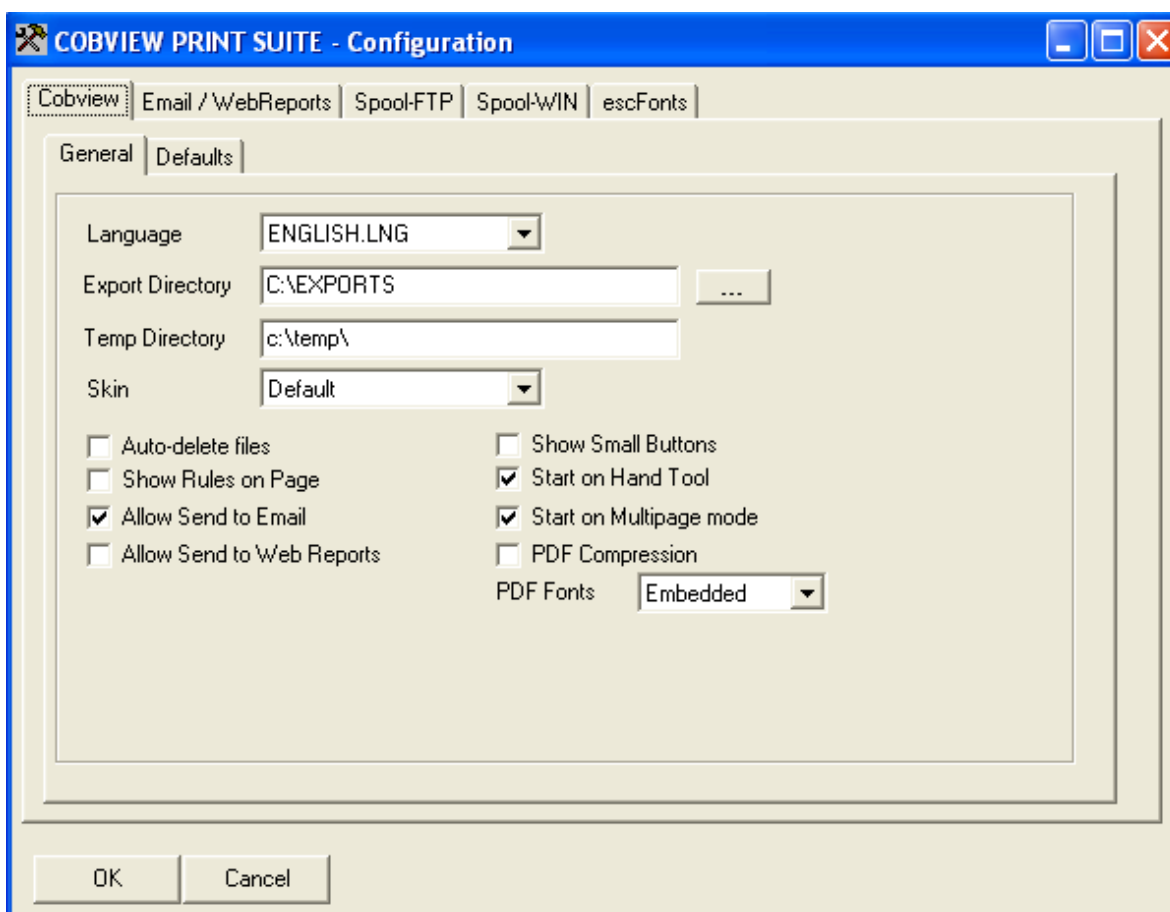 COBVIEW PRINT SUITE - Configuration
Cobview Email / WebReports Spool-FTP Spool-WIN escFonts
General Defaults
Language ENGLISH.LNG
Export Directory C:\EXPORTS ...
Temp Directory c:\temp\
Skin Default
Auto-delete files Show Small Buttons
Show Rules on Page Start on Hand Tool
Allow Send to Email Start on Multipage mode
Allow Send to Web Reports PDF Compression
PDF Fonts Embedded
OK Cancel